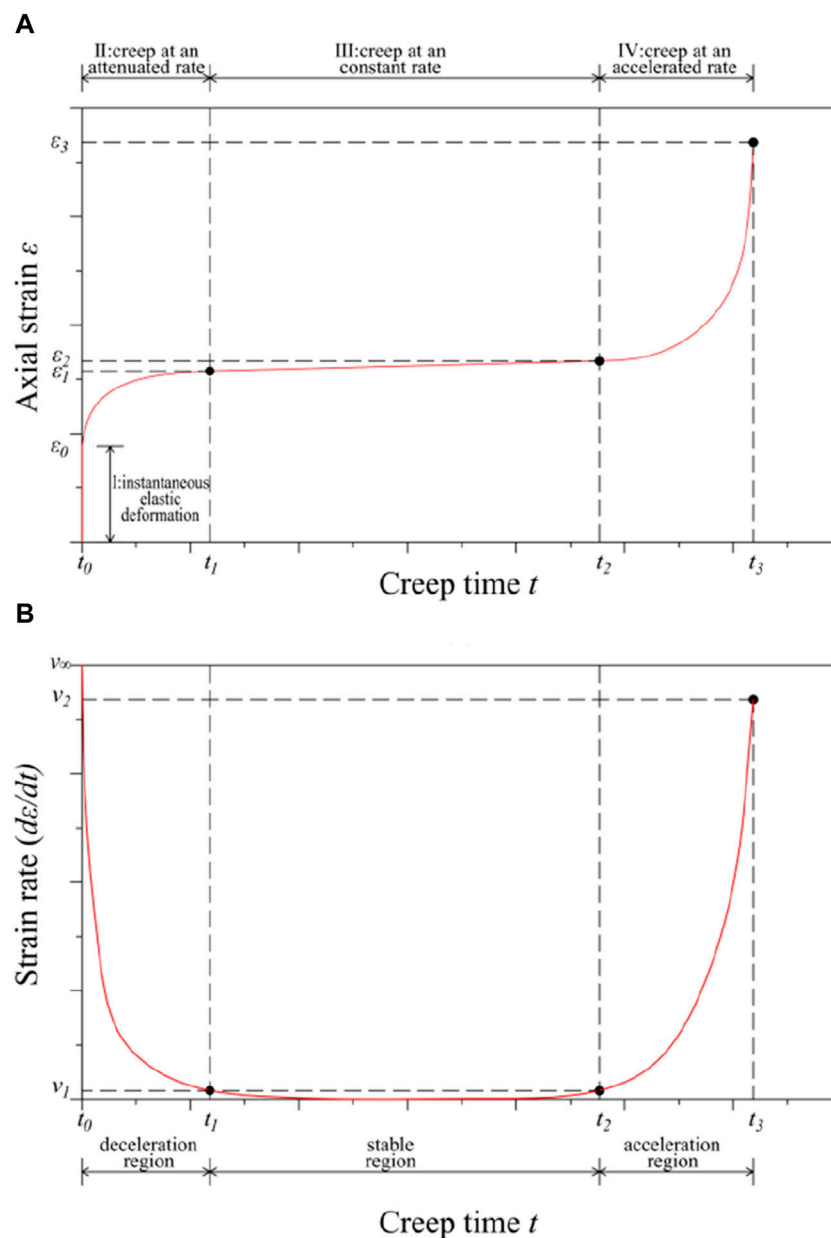 A
II:creep at an
attenuated rate
III:creep at an
constant rate
IV:creep at an
accelerated rate
ε3
ε2
ε1
ε0
Axial strain ε
I:instantaneous
elastic
deformation
t0 t1 t2 t3
Creep time t
B
v∞
v2
v1
Strain rate (dε/dt)
t0 t1 t2 t3
deceleration
region
stable
region
acceleration
region
Creep time t